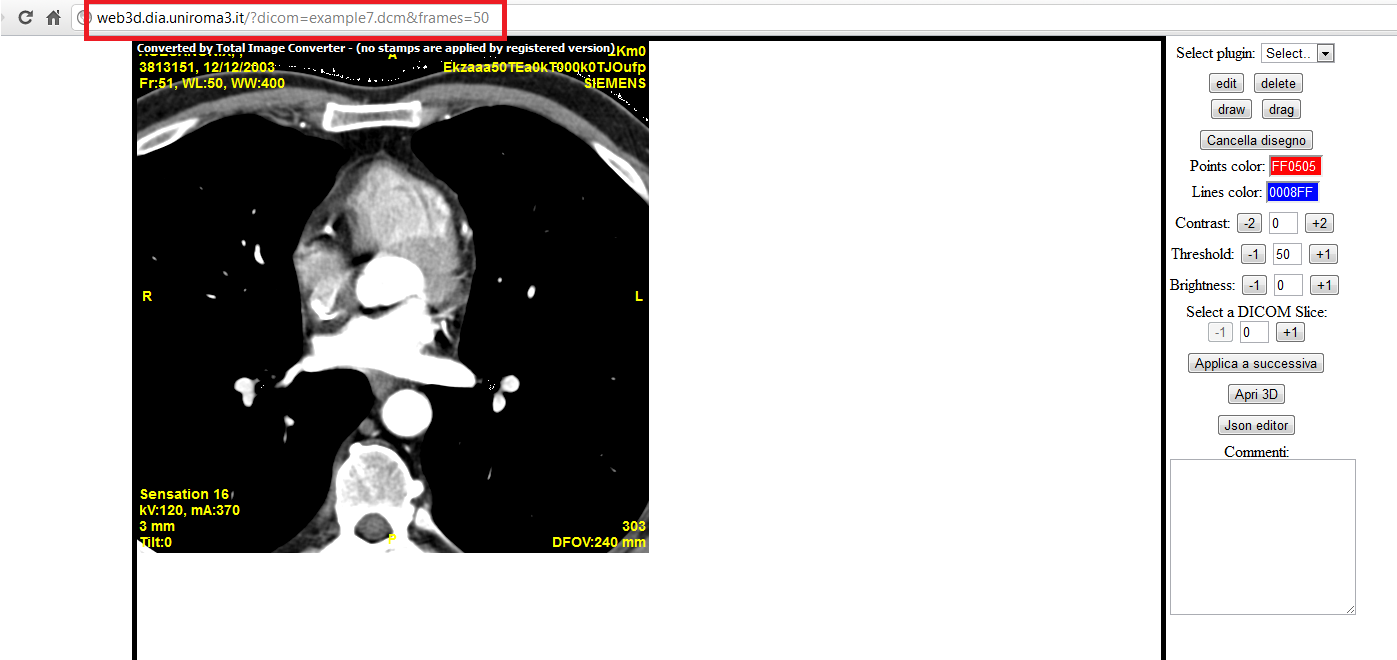 web3d.dia.uniroma3.it/?dicom=example7.dcm&frames=50
Converted by Total Image Converter - (no stamps are applied by registered version)
A
3813151, 12/12/2003
Ekzaaa50TEa0kT000k0TJOufp
Fr:51, WL:50, WW:400
SIEMENS
R
L
Sensation 16
kV:120, mA:370
3 mm
303
Tilt:0
P
DFOV:240 mm
Select plugin: Select..
edit delete
draw drag
Cancella disegno
Points color: FF0505
Lines color: 0008FF
Contrast: -2 0 +2
Threshold: -1 50 +1
Brightness: -1 0 +1
Select a DICOM Slice:
-1 0 +1
Applica a successiva
Apri 3D
Json editor
Commenti: